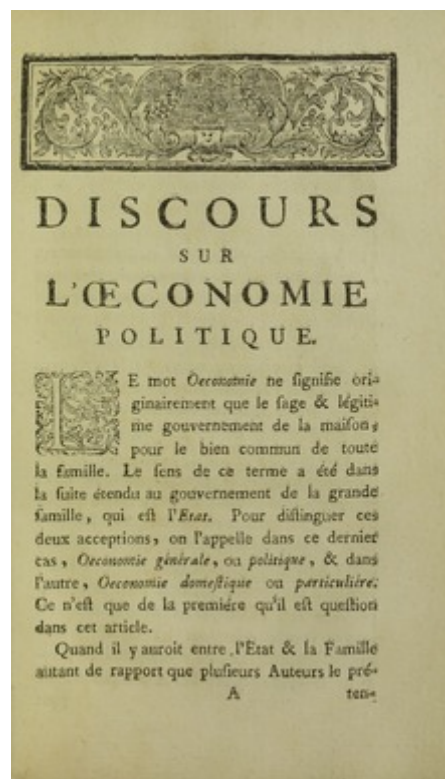 DISCOURS
SUR
L'ŒCONOMIE
POLITIQUE.
LE mot Oeconomie ne ſignifie ori-
ginairement que le ſage & légiti-
me gouvernement de la maiſon,
pour le bien commun de toute
la famille. Le ſens de ce terme a été dans
la ſuite étendu au gouvernement de la grande
famille, qui eſt l'Etat. Pour diſtinguer ces
deux acceptions, on l'appelle dans ce dernier
cas, Oeconomie générale, ou politique, & dans
l'autre, Oeconomie domeſtique ou particuliére.
Ce n'eſt que de la premiére qu'il eſt queſtion
dans cet article.
Quand il y auroit entre l'Etat & la Famille
autant de rapport que pluſieurs Auteurs le pré-
A ten-